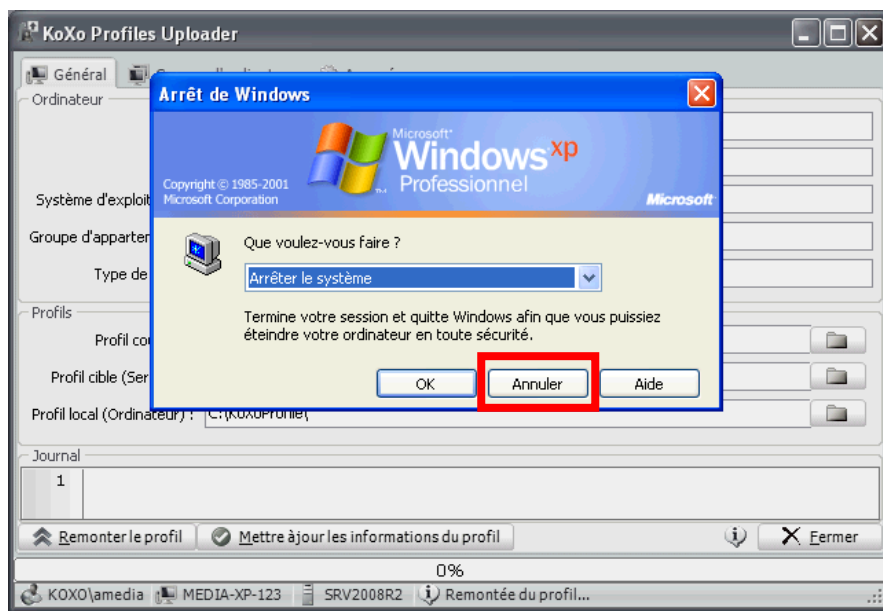 KoXo Profiles Uploader
Général
Ordinateur
Arrêt de Windows
Microsoft
Windows xp
Professionnel
Copyright © 1985-2001
Microsoft Corporation
Microsoft
Système d'exploit
Groupe d'apparten
Type de
Que voulez-vous faire ?
Arrêter le système
Termine votre session et quitte Windows afin que vous puissiez
éteindre votre ordinateur en toute sécurité.
OK
Annuler
Aide
Profils
Profil cou
Profil cible (Ser
Profil local (Ordinateur) : C:\KoXoProfile\
Journal
1
Remonter le profil
Mettre àjour les informations du profil
Fermer
0%
KOXO\amedia
MEDIA-XP-123
SRV2008R2
Remontée du profil...